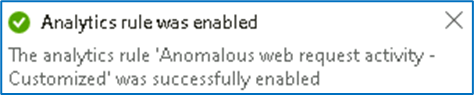 Analytics rule was enabled
The analytics rule 'Anomalous web request activity -
Customized' was successfully enabled